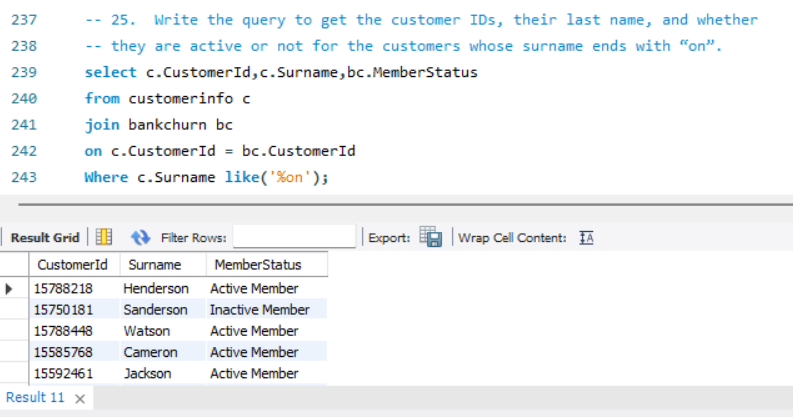 237 -- 25.  Write the query to get the customer IDs, their last name, and whether
238 -- they are active or not for the customers whose surname ends with “on”.
239 select c.CustomerId,c.Surname,bc.MemberStatus
240 from customerinfo c
241 join bankchurn bc
242 on c.CustomerId = bc.CustomerId
243 Where c.Surname like('%on');
Result Grid Filter Rows: Export: Wrap Cell Content:
CustomerId Surname MemberStatus
15788218 Henderson Active Member
15750181 Sanderson Inactive Member
15788448 Watson Active Member
15585768 Cameron Active Member
15592461 Jackson Active Member
Result 11